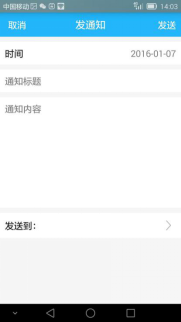 中国移动 14:03
取消 发通知 发送
时间 2016-01-07
通知标题
通知内容
发送到：